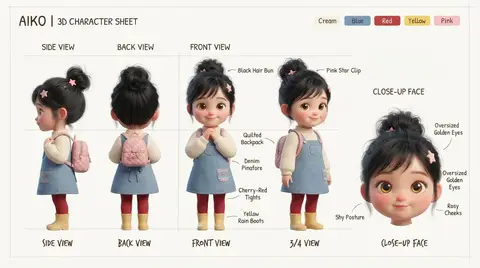 AIKO | 3D CHARACTER SHEET
Cream
Blue
Red
Yellow
Pink
SIDE VIEW
BACK VIEW
FRONT VIEW
Black Hair Bun
Pink Star Clip
CLOSE-UP FACE
Quilted
Backpack
Denim
Pinafore
Cherry-Red
Tights
Yellow
Rain Boots
Oversized
Golden Eyes
Oversized
Golden
Eyes
Rosy
Cheeks
Shy Posture
SIDE VIEW
BACK VIEW
FRONT VIEW
3/4 VIEW
CLOSE-UP FACE